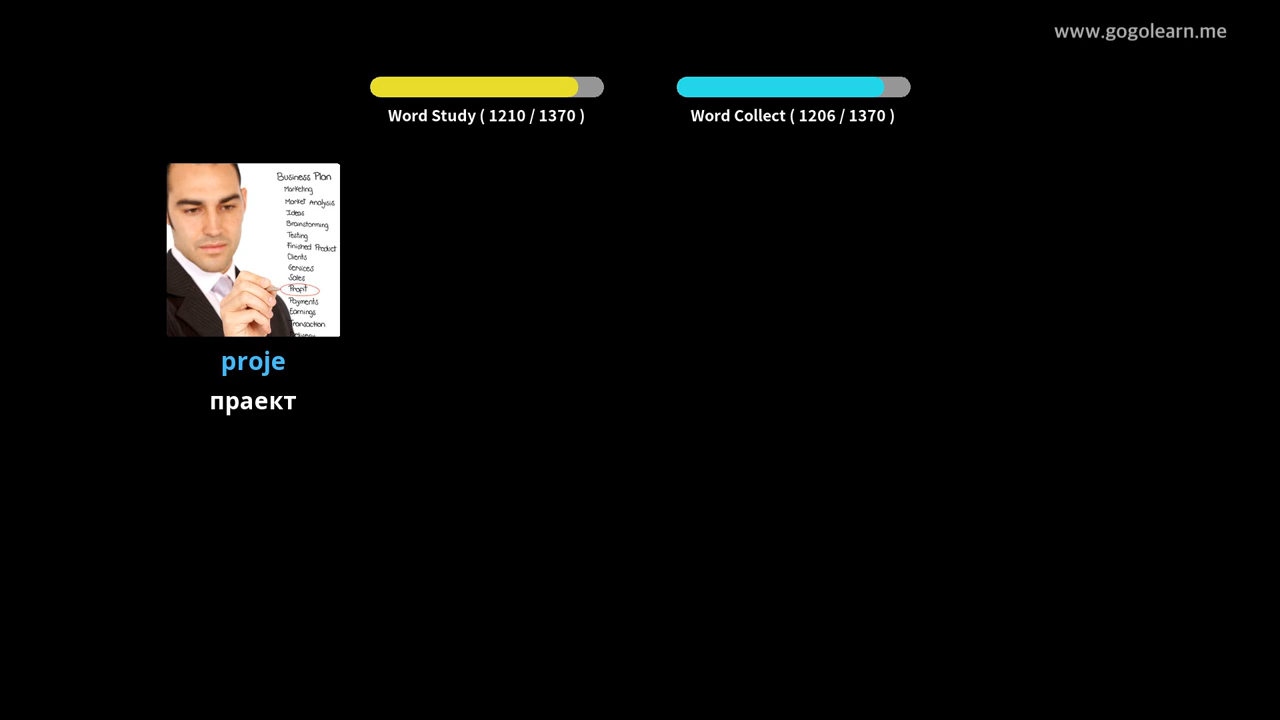 www.gogolearn.me
Word Study ( 1210 / 1370 )
Word Collect ( 1206 / 1370 )
Business Plan
Marketing
Market Analysis
Ideas
Brainstorming
Testing
Finished Product
Clients
Services
Sales
Profit
Payments
Earnings
Transaction
Delivery
proje
праект